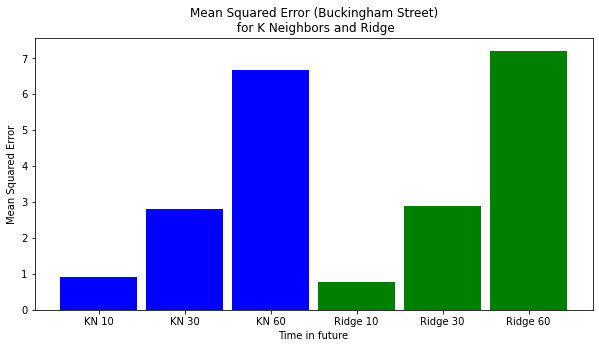 Mean Squared Error (Buckingham Street)
for K Neighbors and Ridge
Mean Squared Error
7
6
5
4
3
2
1
0
KN 10 KN 30 KN 60 Ridge 10 Ridge 30 Ridge 60
Time in future